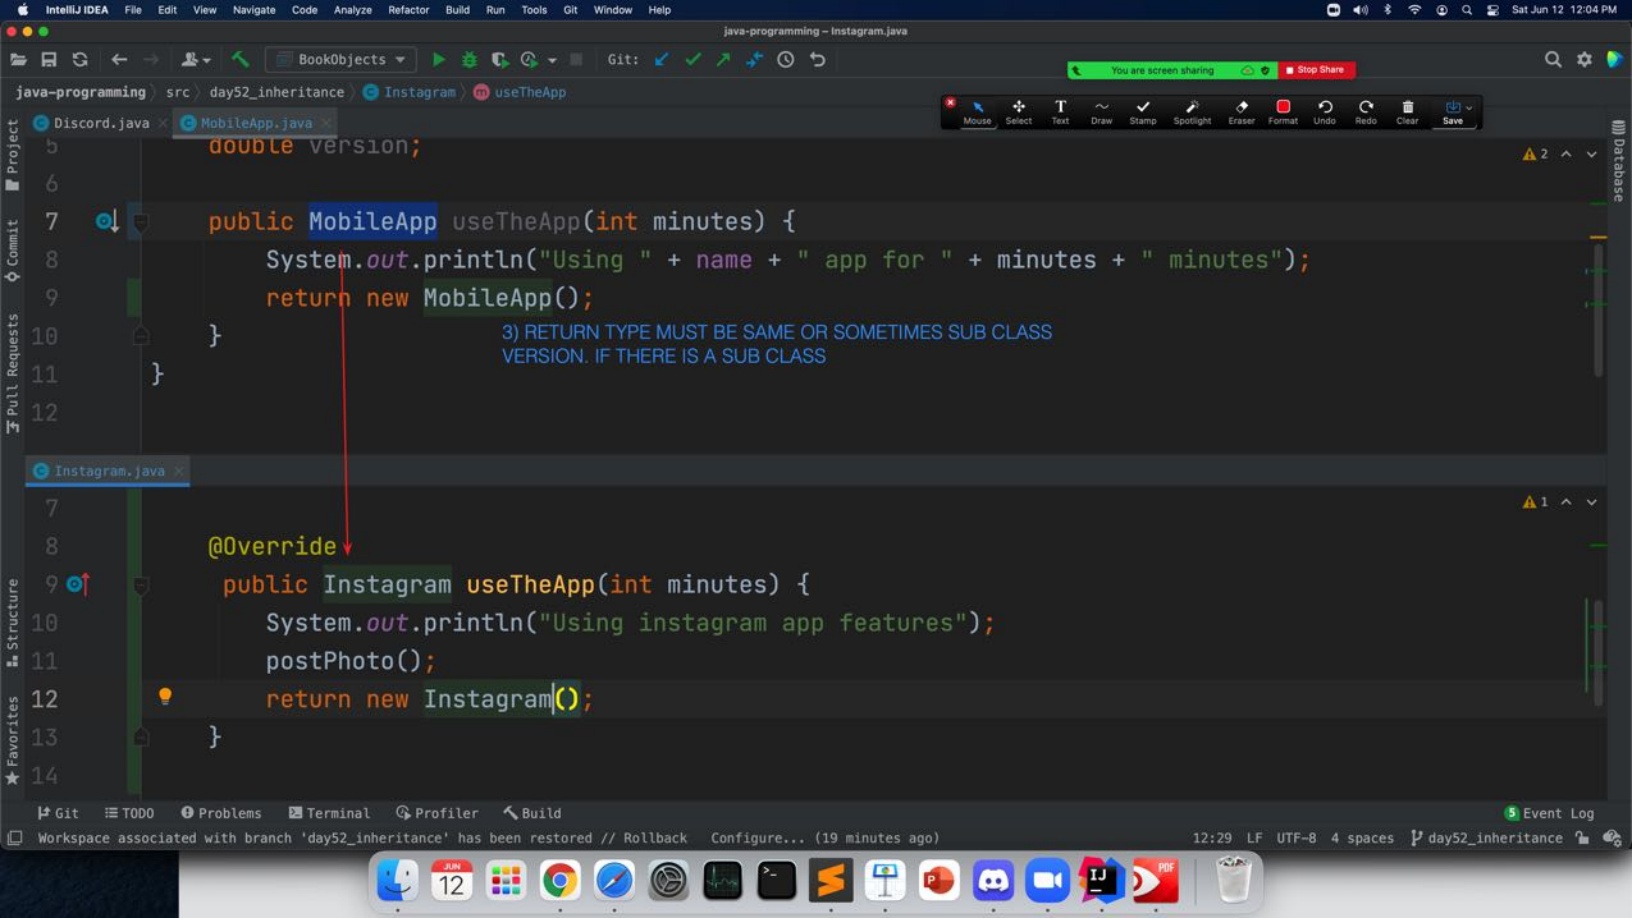 IntelliJ IDEA File Edit View Navigate Code Analyze Refactor Build Run Tools Git Window Help Sat Jun 12 12:04 PM
java-programming – Instagram.java
BookObjects Git:
You are screen sharing Stop Share
java-programming src day52_inheritance Instagram useTheApp
Mouse Select Text Draw Stamp Spotlight Eraser Format Undo Redo Clear Save
Discord.java MobileApp.java
Project
Commit
Pull Requests
Structure
Favorites
Database
2
5 double version;
6
7 public MobileApp useTheApp(int minutes) {
8 System.out.println("Using " + name + " app for " + minutes + " minutes");
9 return new MobileApp();
10 }
3) RETURN TYPE MUST BE SAME OR SOMETIMES SUB CLASS
VERSION. IF THERE IS A SUB CLASS
11 }
12
Instagram.java
1
7
8 @Override
9 public Instagram useTheApp(int minutes) {
10 System.out.println("Using instagram app features");
11 postPhoto();
12 return new Instagram();
13 }
14
Git TODO Problems Terminal Profiler Build 5 Event Log
Workspace associated with branch 'day52_inheritance' has been restored // Rollback Configure... (19 minutes ago) 12:29 LF UTF-8 4 spaces day52_inheritance
JUN
12
P
IJ
PDF